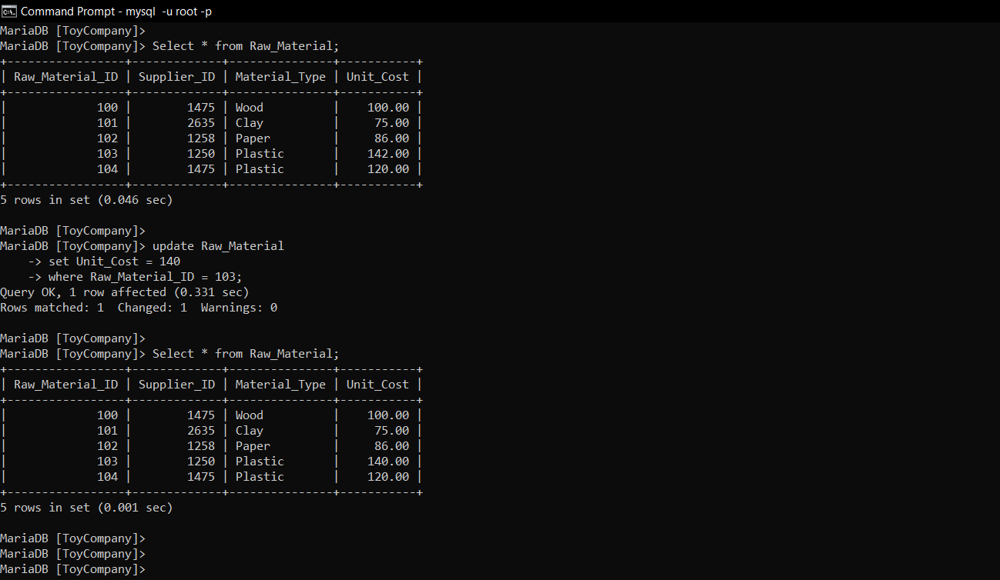 Command Prompt - mysql  -u root -p
MariaDB [ToyCompany]>
MariaDB [ToyCompany]> Select * from Raw_Material;
+-----------------+-------------+---------------+-----------+
| Raw_Material_ID | Supplier_ID | Material_Type | Unit_Cost |
+-----------------+-------------+---------------+-----------+
|             100 |        1475 | Wood          |    100.00 |
|             101 |        2635 | Clay          |     75.00 |
|             102 |        1258 | Paper         |     86.00 |
|             103 |        1250 | Plastic       |    142.00 |
|             104 |        1475 | Plastic       |    120.00 |
+-----------------+-------------+---------------+-----------+
5 rows in set (0.046 sec)

MariaDB [ToyCompany]>
MariaDB [ToyCompany]> update Raw_Material
    -> set Unit_Cost = 140
    -> where Raw_Material_ID = 103;
Query OK, 1 row affected (0.331 sec)
Rows matched: 1  Changed: 1  Warnings: 0

MariaDB [ToyCompany]>
MariaDB [ToyCompany]> Select * from Raw_Material;
+-----------------+-------------+---------------+-----------+
| Raw_Material_ID | Supplier_ID | Material_Type | Unit_Cost |
+-----------------+-------------+---------------+-----------+
|             100 |        1475 | Wood          |    100.00 |
|             101 |        2635 | Clay          |     75.00 |
|             102 |        1258 | Paper         |     86.00 |
|             103 |        1250 | Plastic       |    140.00 |
|             104 |        1475 | Plastic       |    120.00 |
+-----------------+-------------+---------------+-----------+
5 rows in set (0.001 sec)

MariaDB [ToyCompany]>
MariaDB [ToyCompany]>
MariaDB [ToyCompany]>